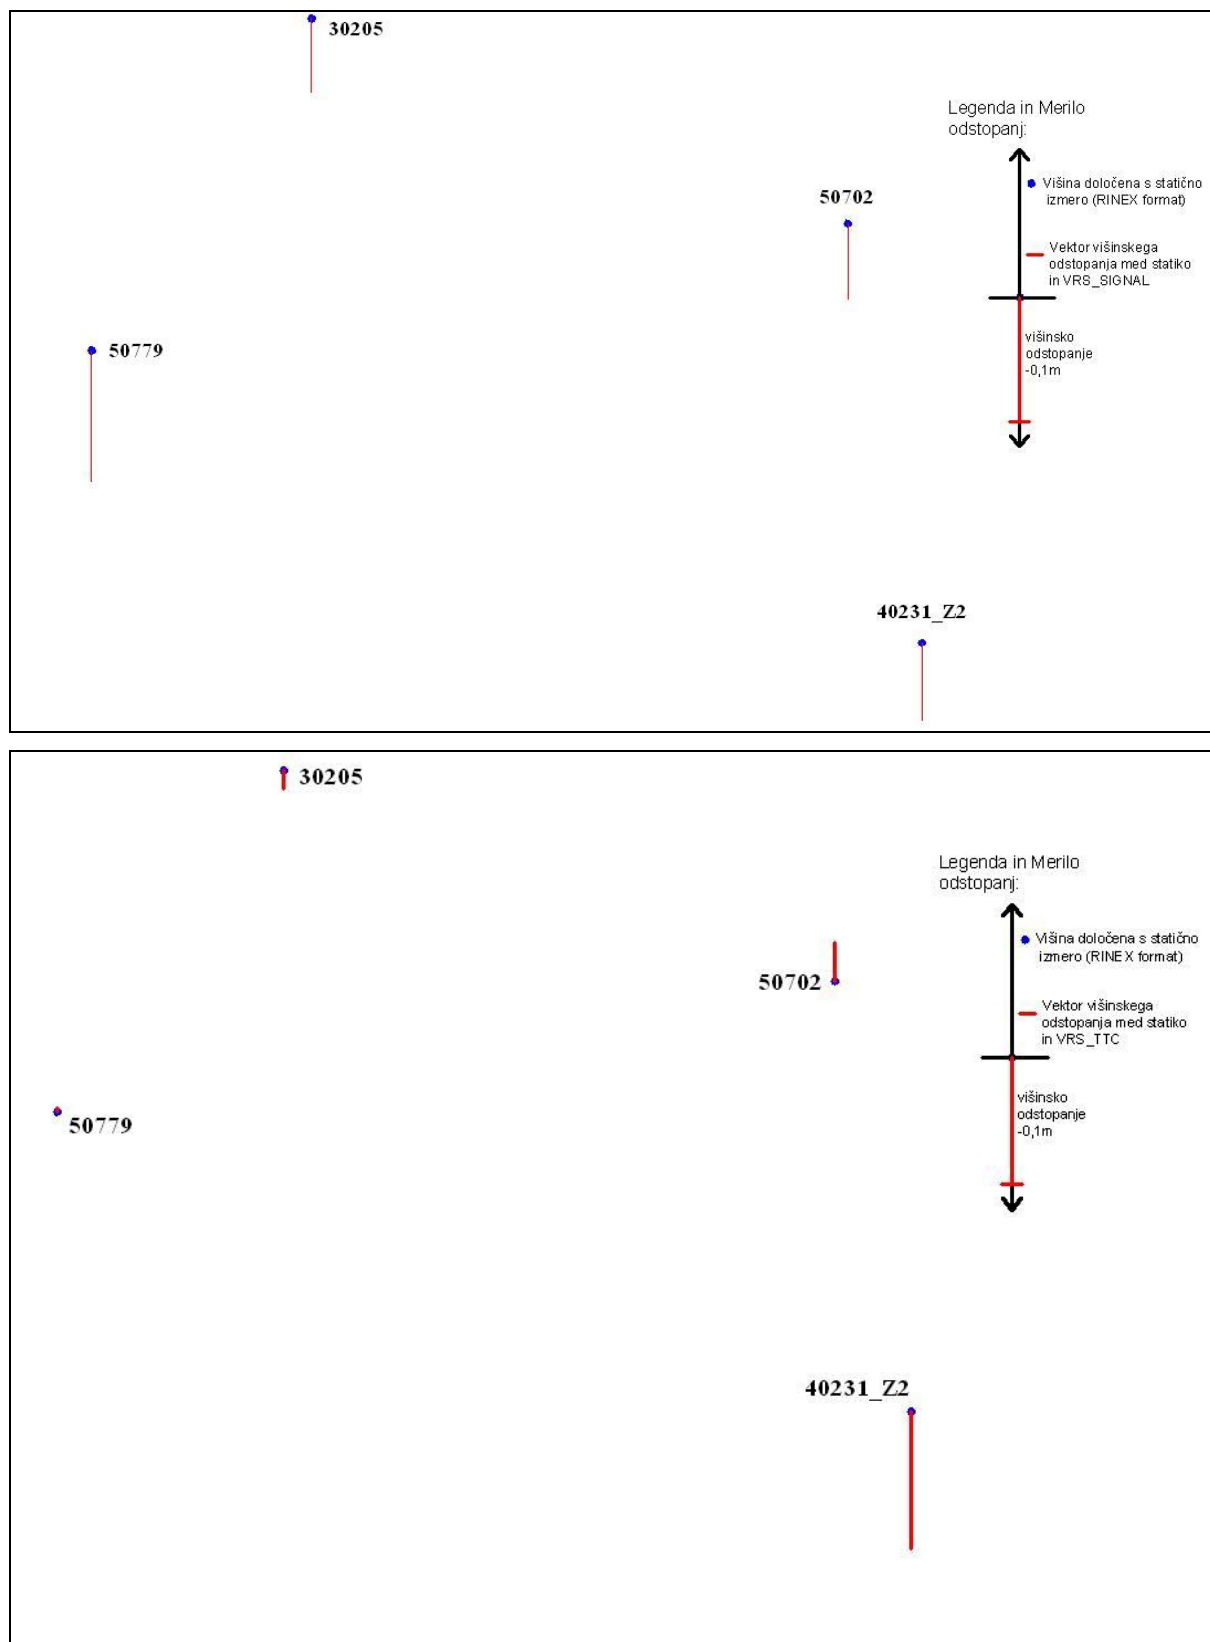 30205
Legenda in Merilo
odstopanj:
Višina določena s statično
izmero (RINEX format)
50702
Vektor višinskega
odstopanja med statiko
in VRS_SIGNAL
višinsko
odstopanje
-0,1m
50779
40231_Z2
30205
Legenda in Merilo
odstopanj:
Višina določena s statično
izmero (RINEX format)
50702
Vektor višinskega
odstopanja med statiko
in VRS_TTC
višinsko
odstopanje
-0,1m
50779
40231_Z2